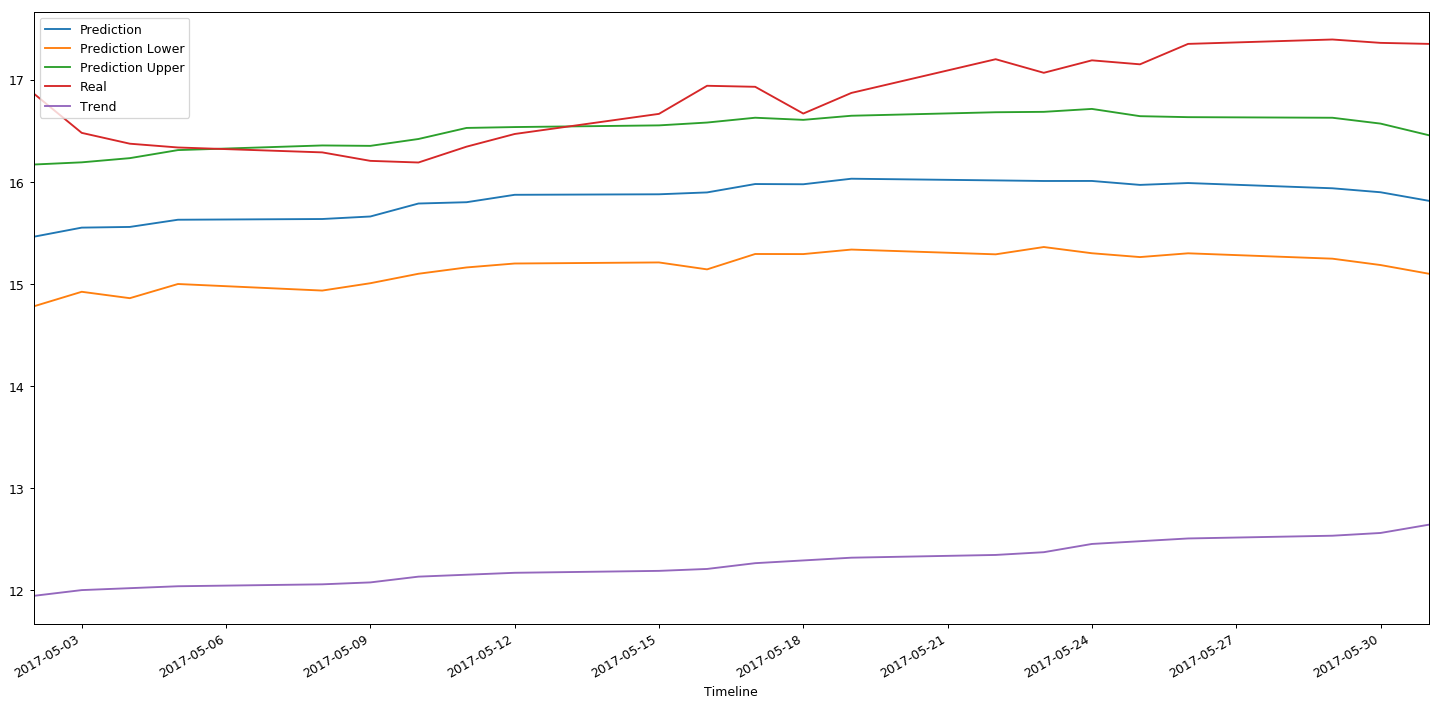 Prediction
Prediction Lower
Prediction Upper
Real
Trend
17
16
15
14
13
12
2017-05-03
2017-05-06
2017-05-09
2017-05-12
2017-05-15
2017-05-18
2017-05-21
2017-05-24
2017-05-27
2017-05-30
Timeline